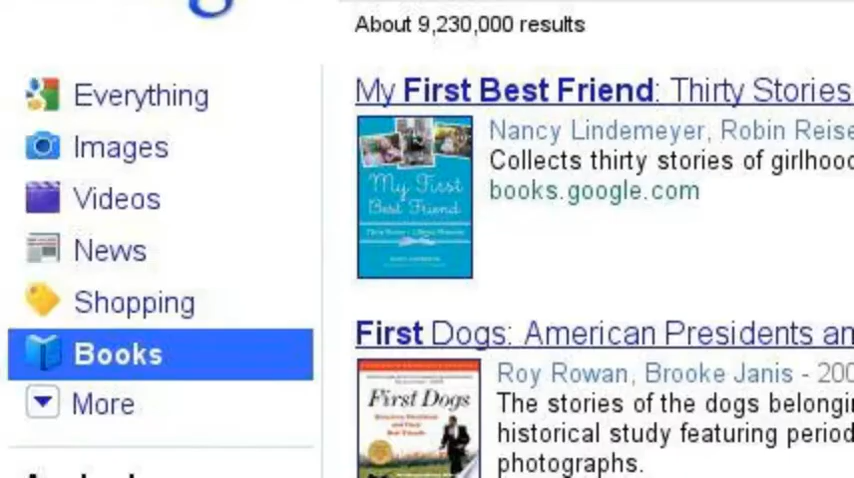 About 9,230,000 results
Everything
Images
Videos
News
Shopping
Books
More
My First Best Friend: Thirty Stories
My First
Best Friend
Nancy Lindemeyer, Robin Reise
Collects thirty stories of girlhood
books.google.com
First Dogs: American Presidents an
First Dogs
Roy Rowan, Brooke Janis - 200
The stories of the dogs belongin
historical study featuring period
photographs.